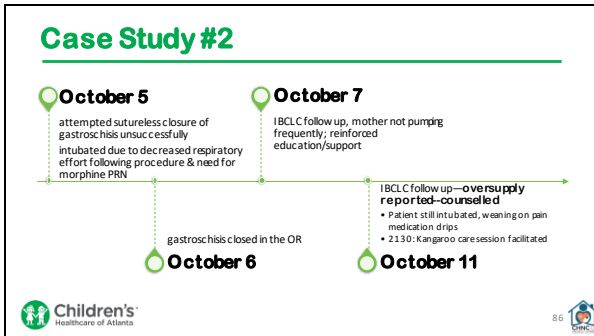 Case Study #2
October 5
attempted sutureless closure of
gastroschisis unsuccessfully
intubated due to decreased respiratory
effort following procedure & need for
morphine PRN
October 7
IBCLC follow up, mother not pumping
frequently; reinforced
education/support
gastroschisis closed in the OR
October 6
IBCLC follow up—oversupply
reported--counselled
• Patient still intubated, weaning on pain
medication drips
• 2130: Kangaroo care session facilitated
October 11
Children's
Healthcare of Atlanta
86
CHNC